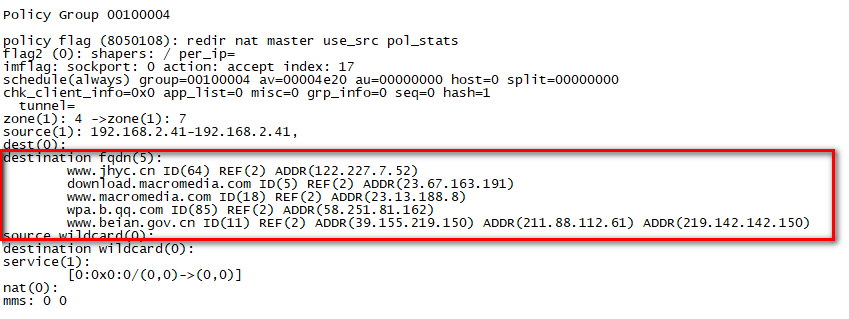 Policy Group 00100004
policy flag (8050108): redir nat master use_src pol_stats
flag2 (0): shapers: / per_ip=
imflag: sockport: 0 action: accept index: 17
schedule(always) group=00100004 av=00004e20 au=00000000 host=0 split=00000000
chk_client_info=0x0 app_list=0 misc=0 grp_info=0 seq=0 hash=1
tunnel=
zone(1): 4 ->zone(1): 7
source(1): 192.168.2.41-192.168.2.41,
dest(0):
destination fqdn(5):
www.jhyc.cn ID(64) REF(2) ADDR(122.227.7.52)
download.macromedia.com ID(5) REF(2) ADDR(23.67.163.191)
www.macromedia.com ID(18) REF(2) ADDR(23.13.188.8)
wpa.b.qq.com ID(85) REF(2) ADDR(58.251.81.162)
www.beian.gov.cn ID(11) REF(2) ADDR(39.155.219.150) ADDR(211.88.112.61) ADDR(219.142.142.150)
source wildcard(0):
destination wildcard(0):
service(1):
[0:0x0:0/(0,0)->(0,0)]
nat(0):
mms: 0 0